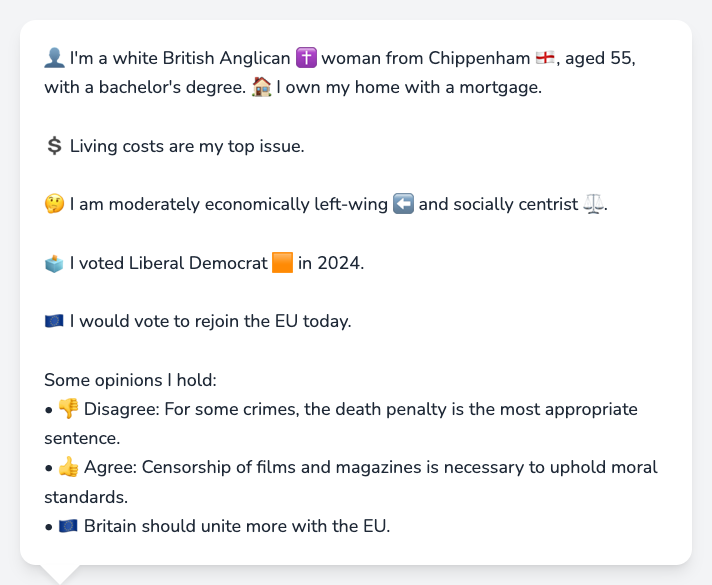 👤 I'm a white British Anglican ✝️ woman from Chippenham 🏴󠁧󠁢󠁥󠁮󠁧󠁿, aged 55,
with a bachelor's degree. 🏠 I own my home with a mortgage.
💲 Living costs are my top issue.
🤔 I am moderately economically left-wing ⬅️ and socially centrist ⚖️.
🗳️ I voted Liberal Democrat 🟧 in 2024.
🇪🇺 I would vote to rejoin the EU today.
Some opinions I hold:
• 👎 Disagree: For some crimes, the death penalty is the most appropriate
sentence.
• 👍 Agree: Censorship of films and magazines is necessary to uphold moral
standards.
• 🇪🇺 Britain should unite more with the EU.